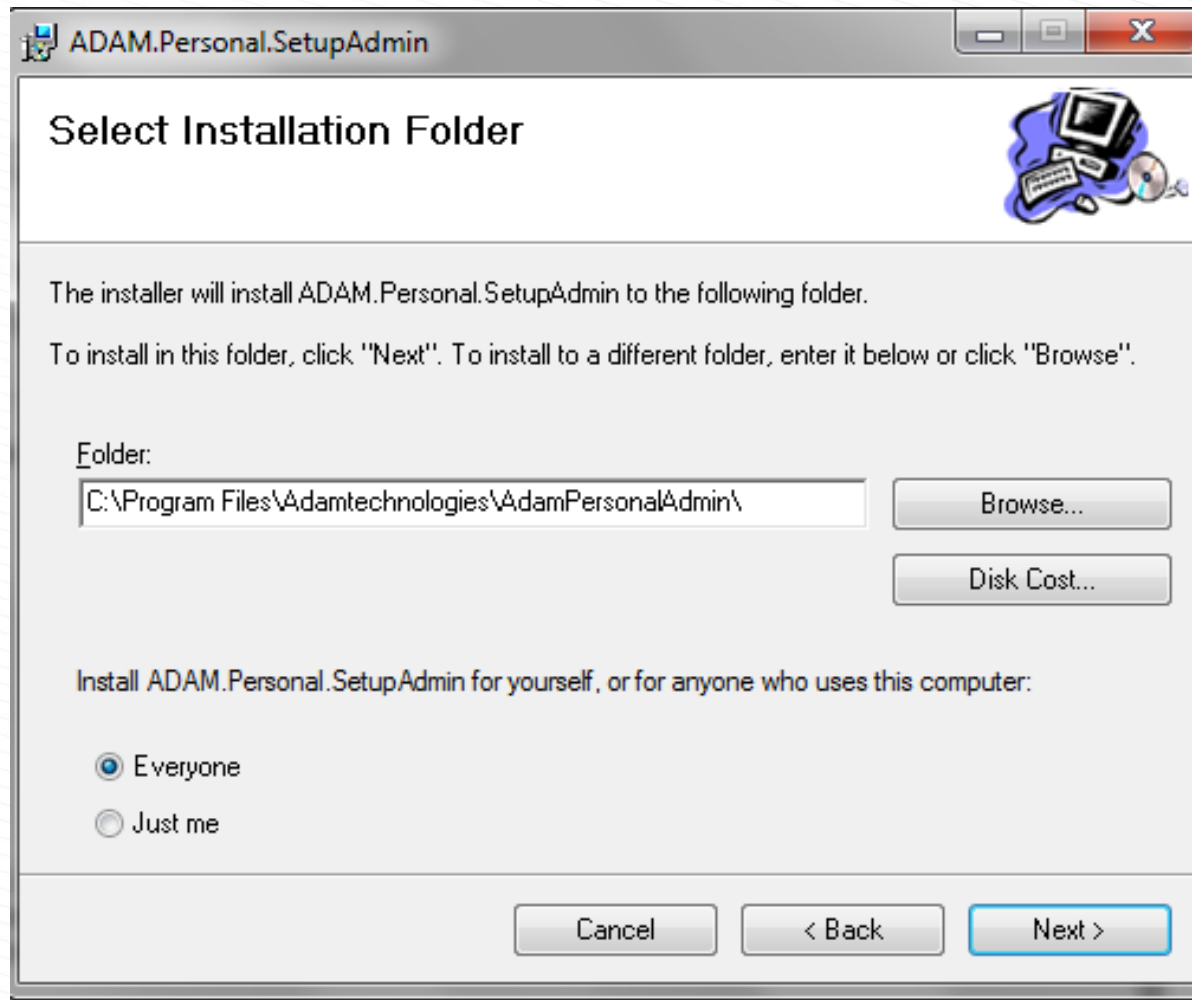 ADAM.Personal.SetupAdmin
Select Installation Folder
The installer will install ADAM.Personal.SetupAdmin to the following folder.
To install in this folder, click "Next". To install to a different folder, enter it below or click "Browse".
Folder:
C:\Program Files\Adamtechnologies\AdamPersonalAdmin\
Browse...
Disk Cost...
Install ADAM.Personal.SetupAdmin for yourself, or for anyone who uses this computer:
Everyone
Just me
Cancel
< Back
Next >